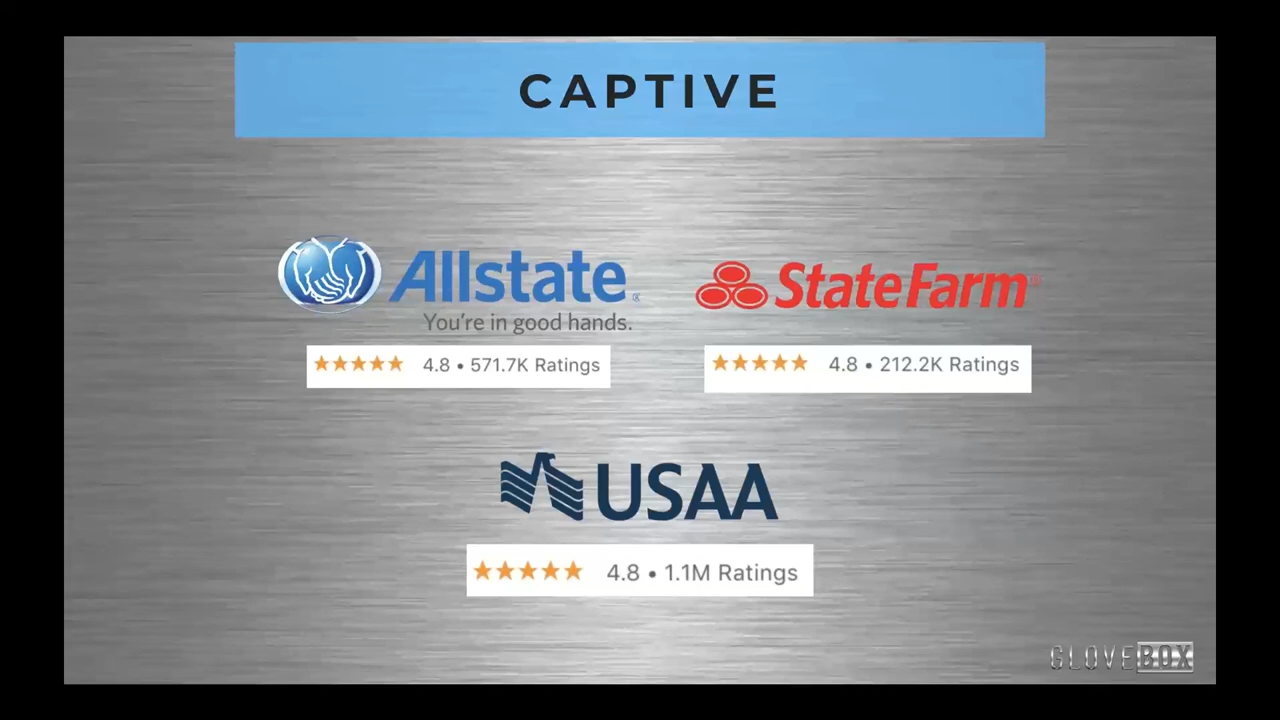 CAPTIVE
Allstate®
You're in good hands.
4.8 • 571.7K Ratings
StateFarm®
4.8 • 212.2K Ratings
USAA
4.8 • 1.1M Ratings
GLOVEBOX